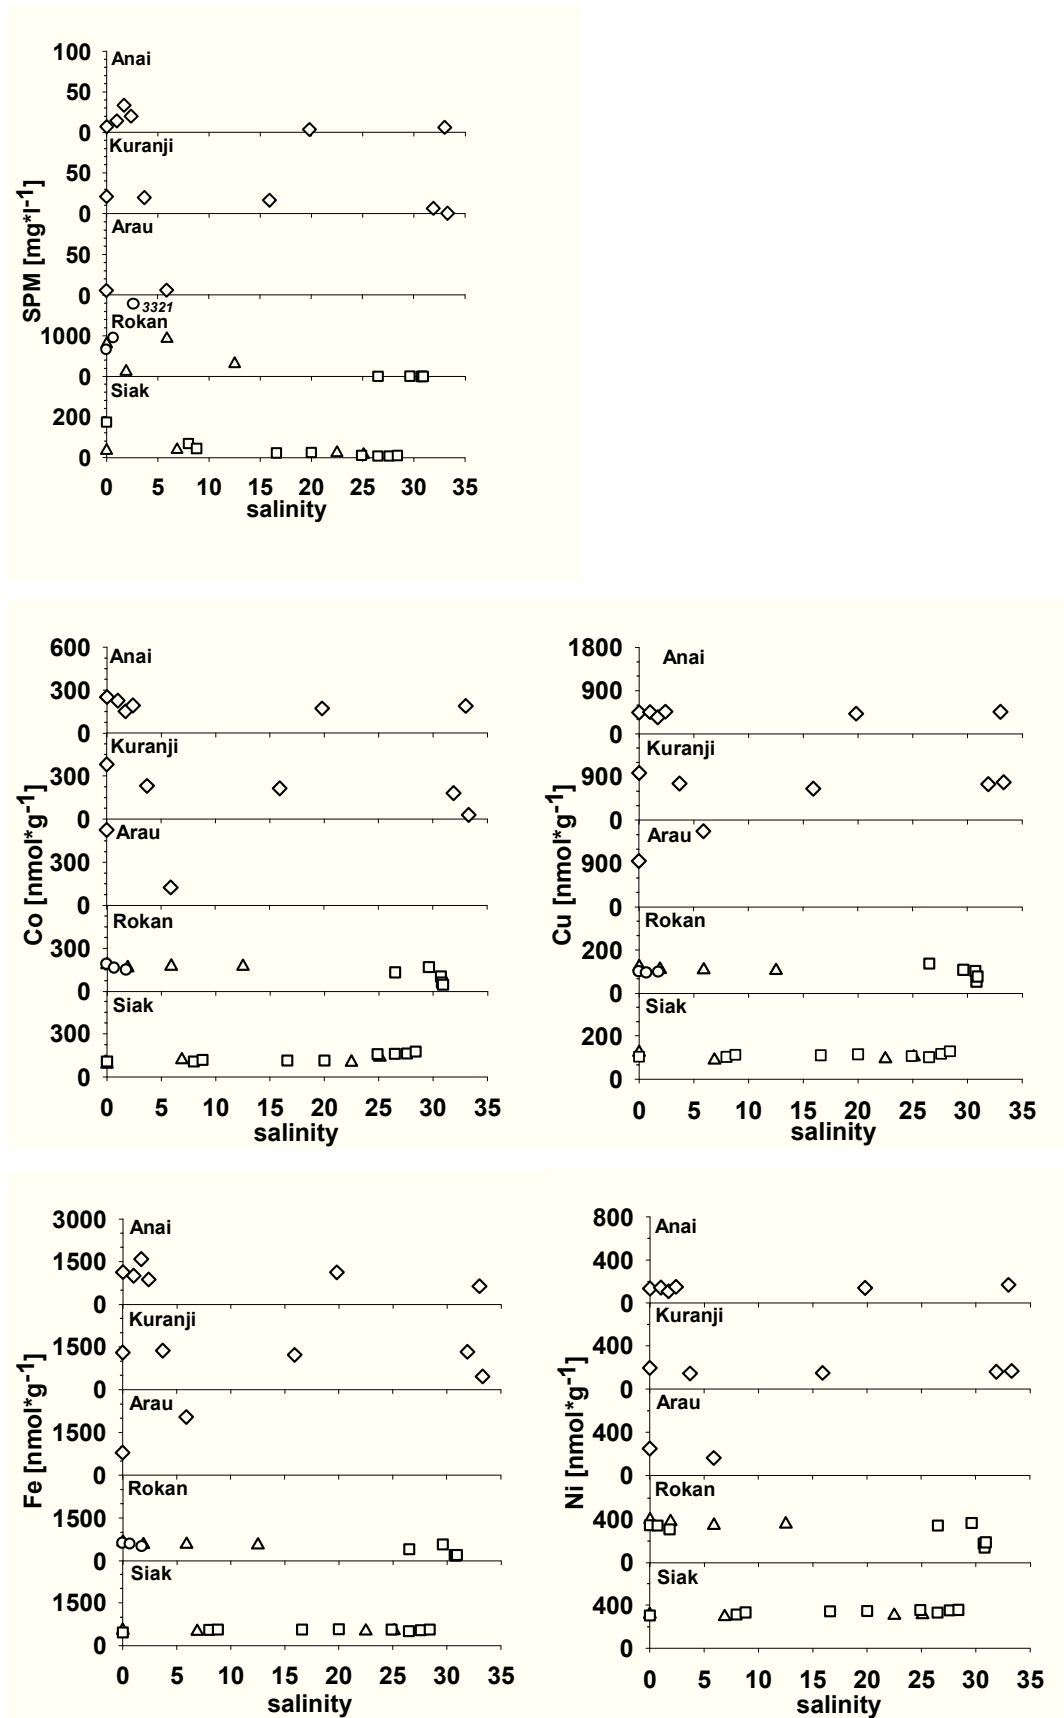 100
Anai
50
0
Kuranji
50
0
Arau
50
0
3321
Rokan
1000
0
Siak
200
0
SPM [mg*l-1]
0 5 10 15 20 25 30 35
salinity
600
Anai
300
0
Kuranji
300
0
Arau
300
0
Rokan
300
0
Siak
300
0
Co [nmol*g-1]
0 5 10 15 20 25 30 35
salinity
1800
Anai
900
0
Kuranji
900
0
Arau
900
0
Rokan
200
0
Siak
200
0
Cu [nmol*g-1]
0 5 10 15 20 25 30 35
salinity
3000
Anai
1500
0
Kuranji
1500
0
Arau
1500
0
Rokan
1500
0
Siak
1500
0
Fe [nmol*g-1]
0 5 10 15 20 25 30 35
salinity
800
Anai
400
0
Kuranji
400
0
Arau
400
0
Rokan
400
0
Siak
400
0
Ni [nmol*g-1]
0 5 10 15 20 25 30 35
salinity